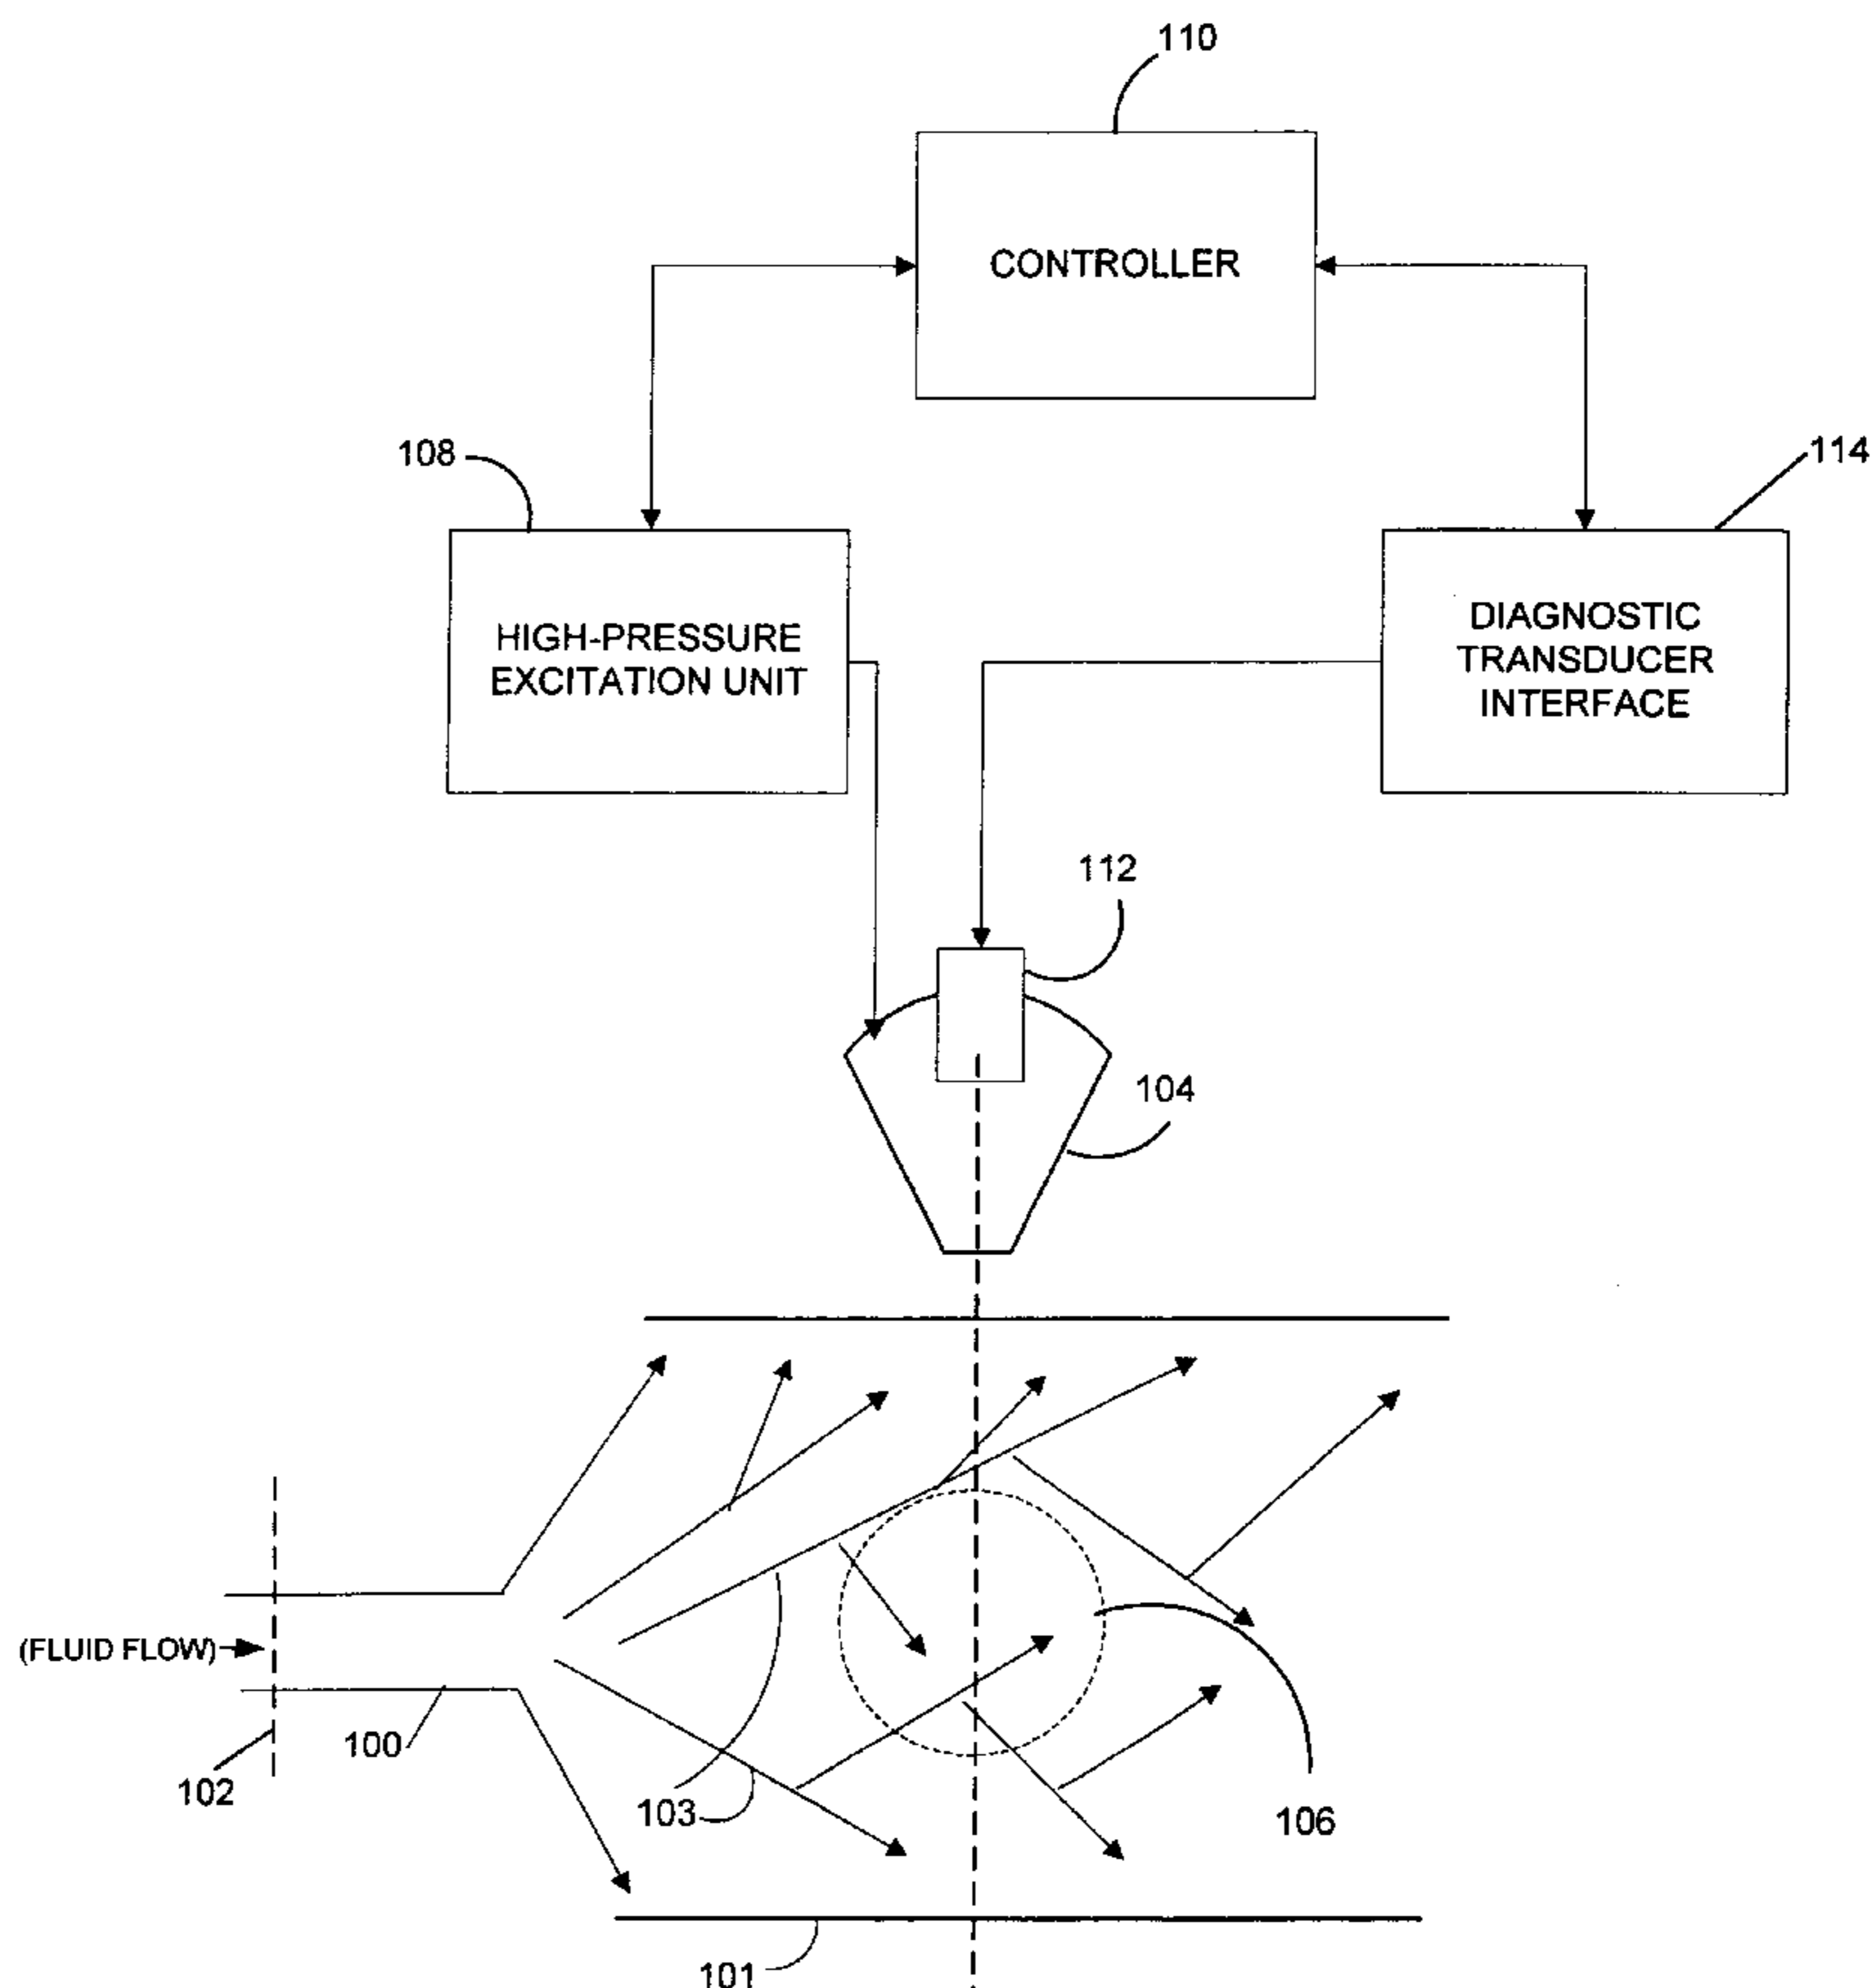 110
CONTROLLER
108
114
HIGH-PRESSURE
EXCITATION UNIT
DIAGNOSTIC
TRANSDUCER
INTERFACE
112
104
(FLUID FLOW)
100
102
103
106
101